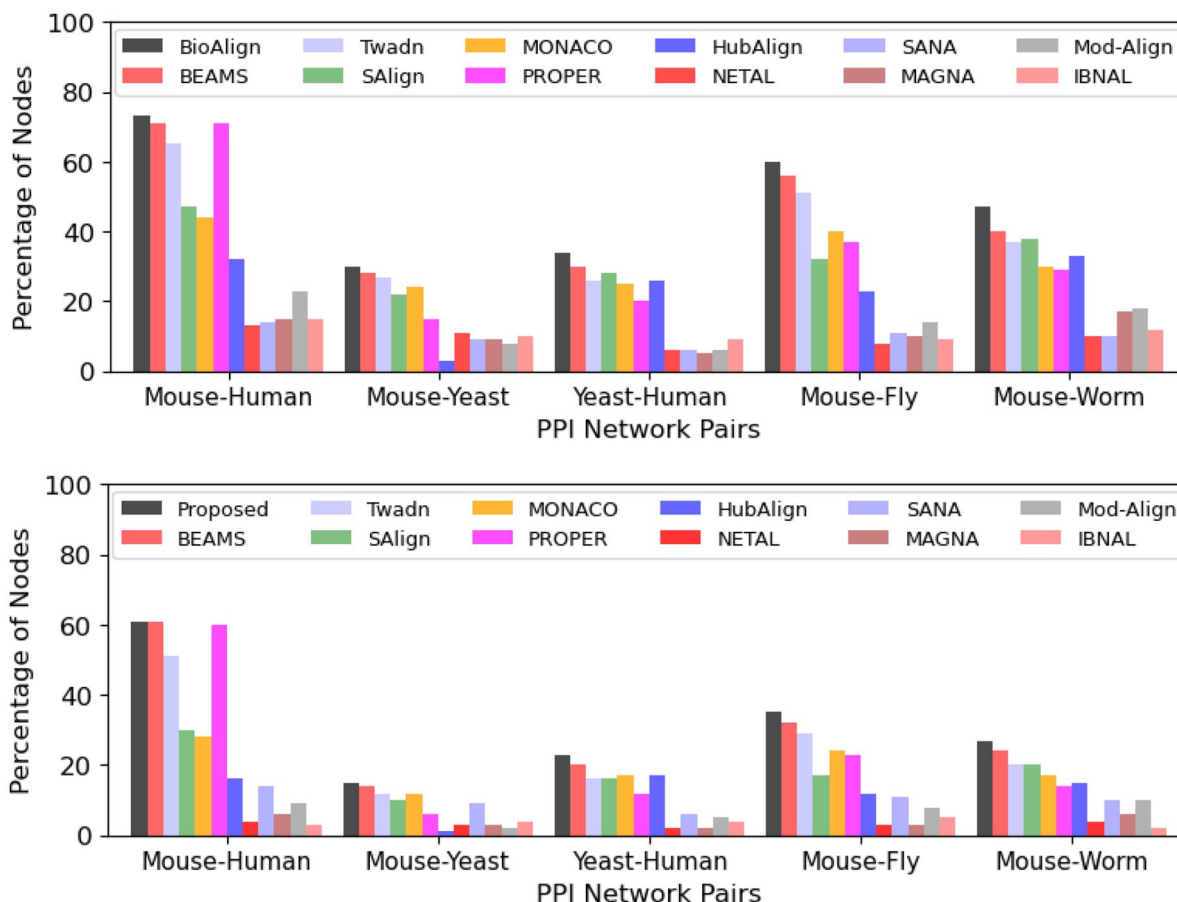 100
80
60
40
20
0
Percentage of Nodes
BioAlign Twadn MONACO HubAlign SANA Mod-Align
BEAMS SAlign PROPER NETAL MAGNA IBNAL
Mouse-Human Mouse-Yeast Yeast-Human Mouse-Fly Mouse-Worm
PPI Network Pairs
100
80
60
40
20
0
Percentage of Nodes
Proposed Twadn MONACO HubAlign SANA Mod-Align
BEAMS SAlign PROPER NETAL MAGNA IBNAL
Mouse-Human Mouse-Yeast Yeast-Human Mouse-Fly Mouse-Worm
PPI Network Pairs